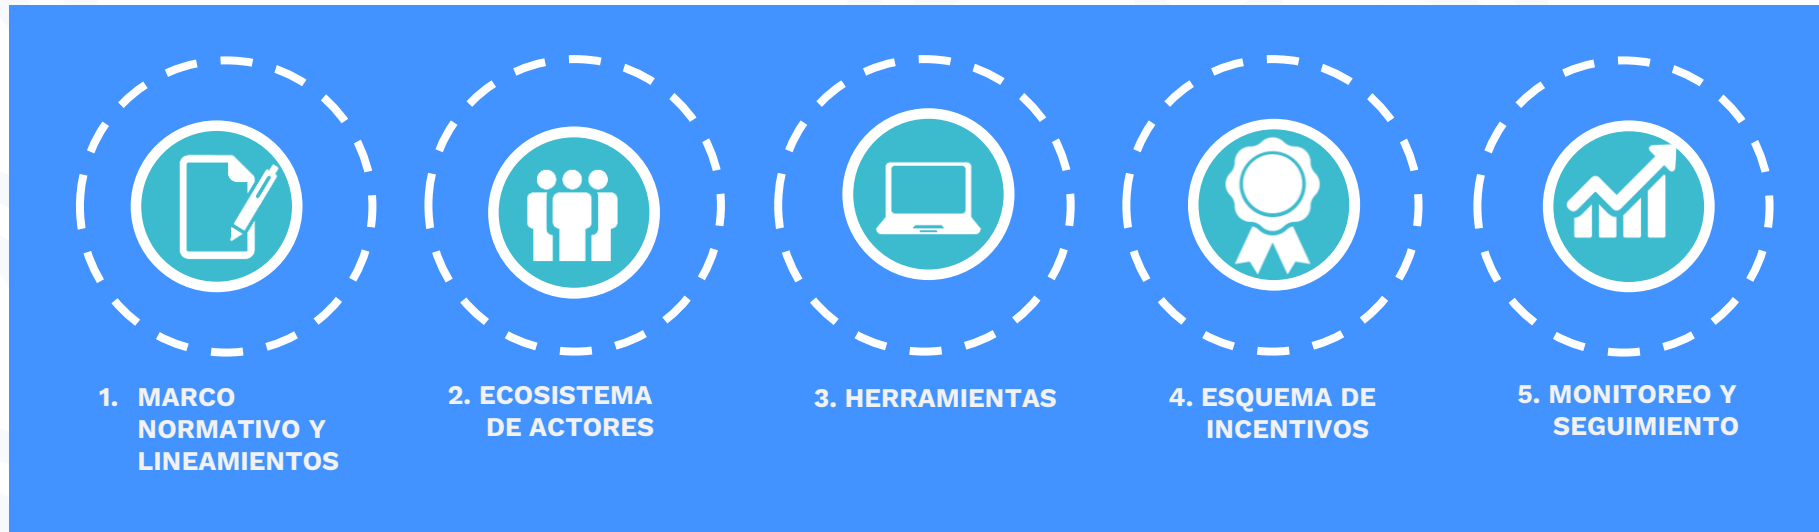 1. MARCO
NORMATIVO Y
LINEAMIENTOS
2. ECOSISTEMA
DE ACTORES
3. HERRAMIENTAS
4. ESQUEMA DE
INCENTIVOS
5. MONITOREO Y
SEGUIMIENTO